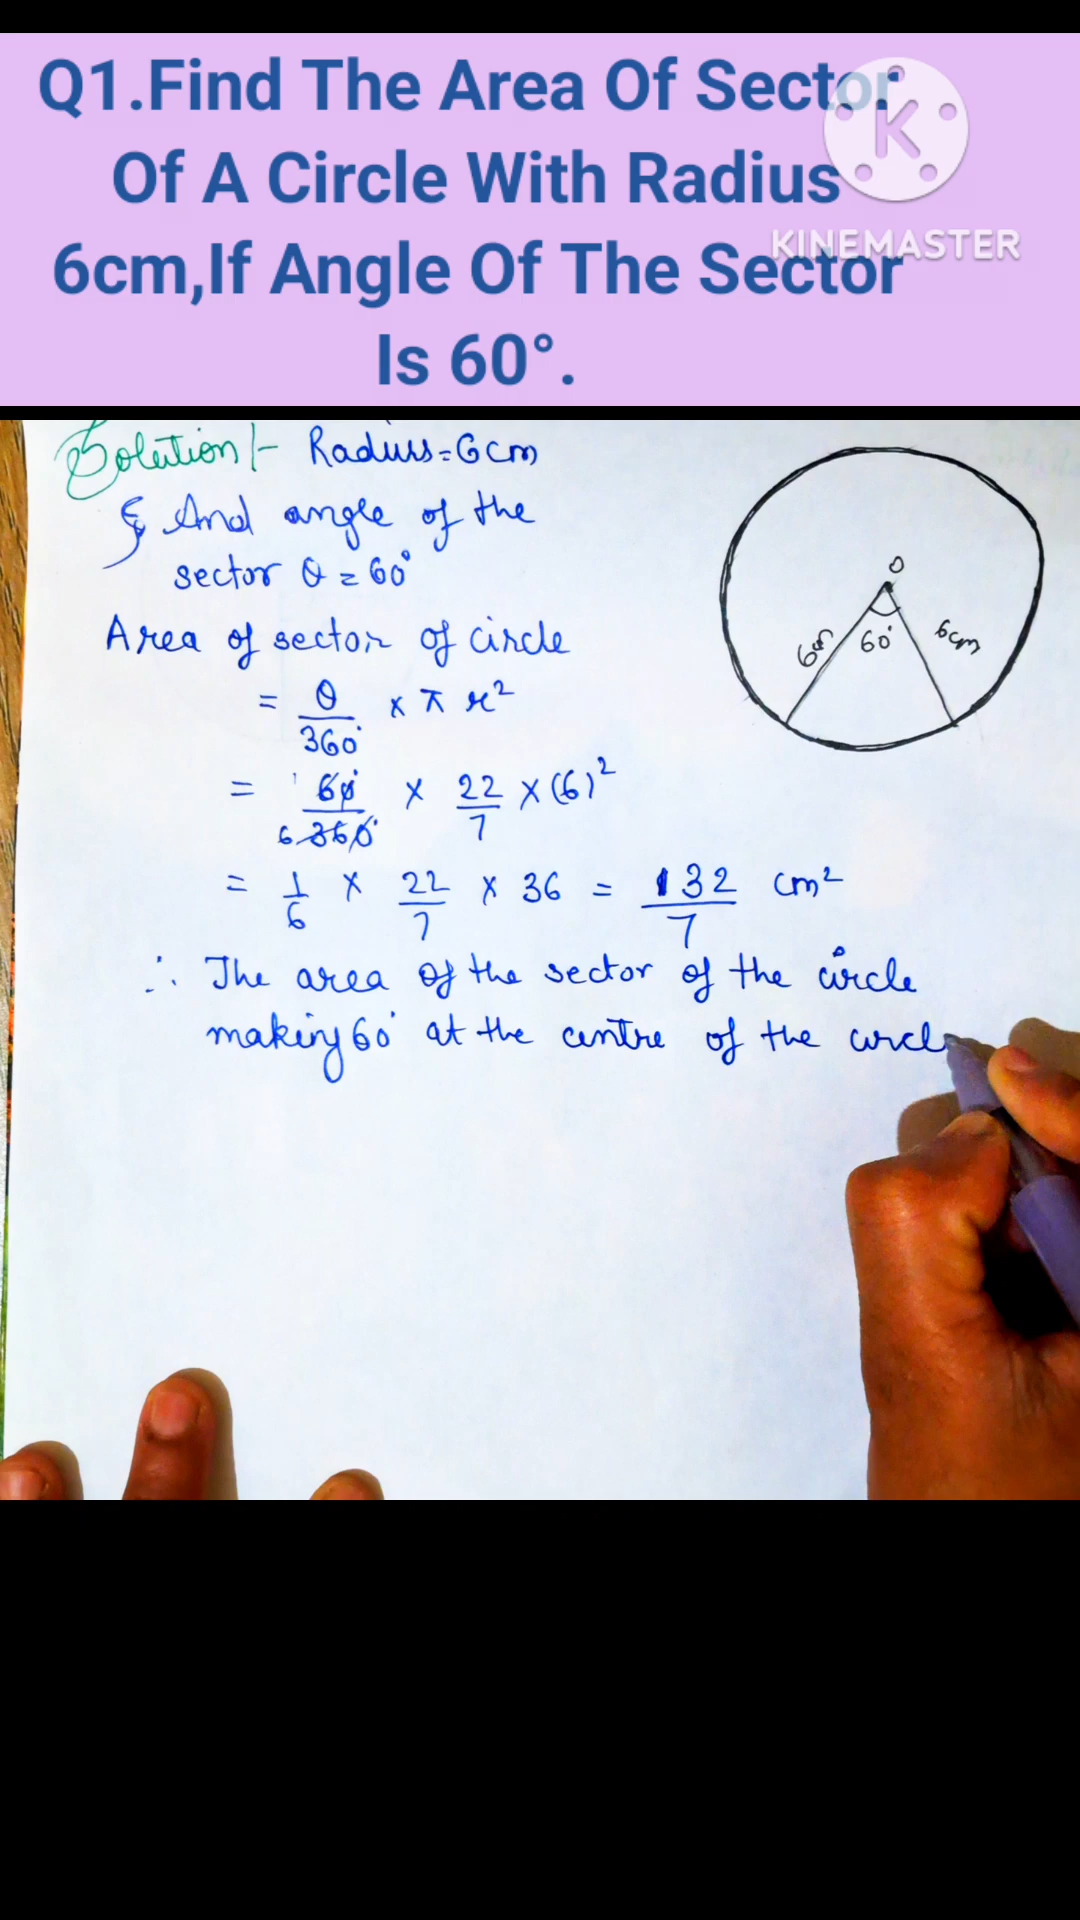 Q1.Find The Area Of Sector
Of A Circle With Radius
6cm,If Angle Of The Sector
Is 60°.
K
KINEMASTER
Solution:- Radius=6cm
& And angle of the
sector θ = 60°
Area of sector of circle
= θ/360° × π r²
= 1 60°/6 360° × 22/7 × (6)²
= 1/6 × 22/7 × 36 = 132/7 cm²
∴ The area of the sector of the circle
making 60° at the centre of the circl
O
6cm
60°
6cm